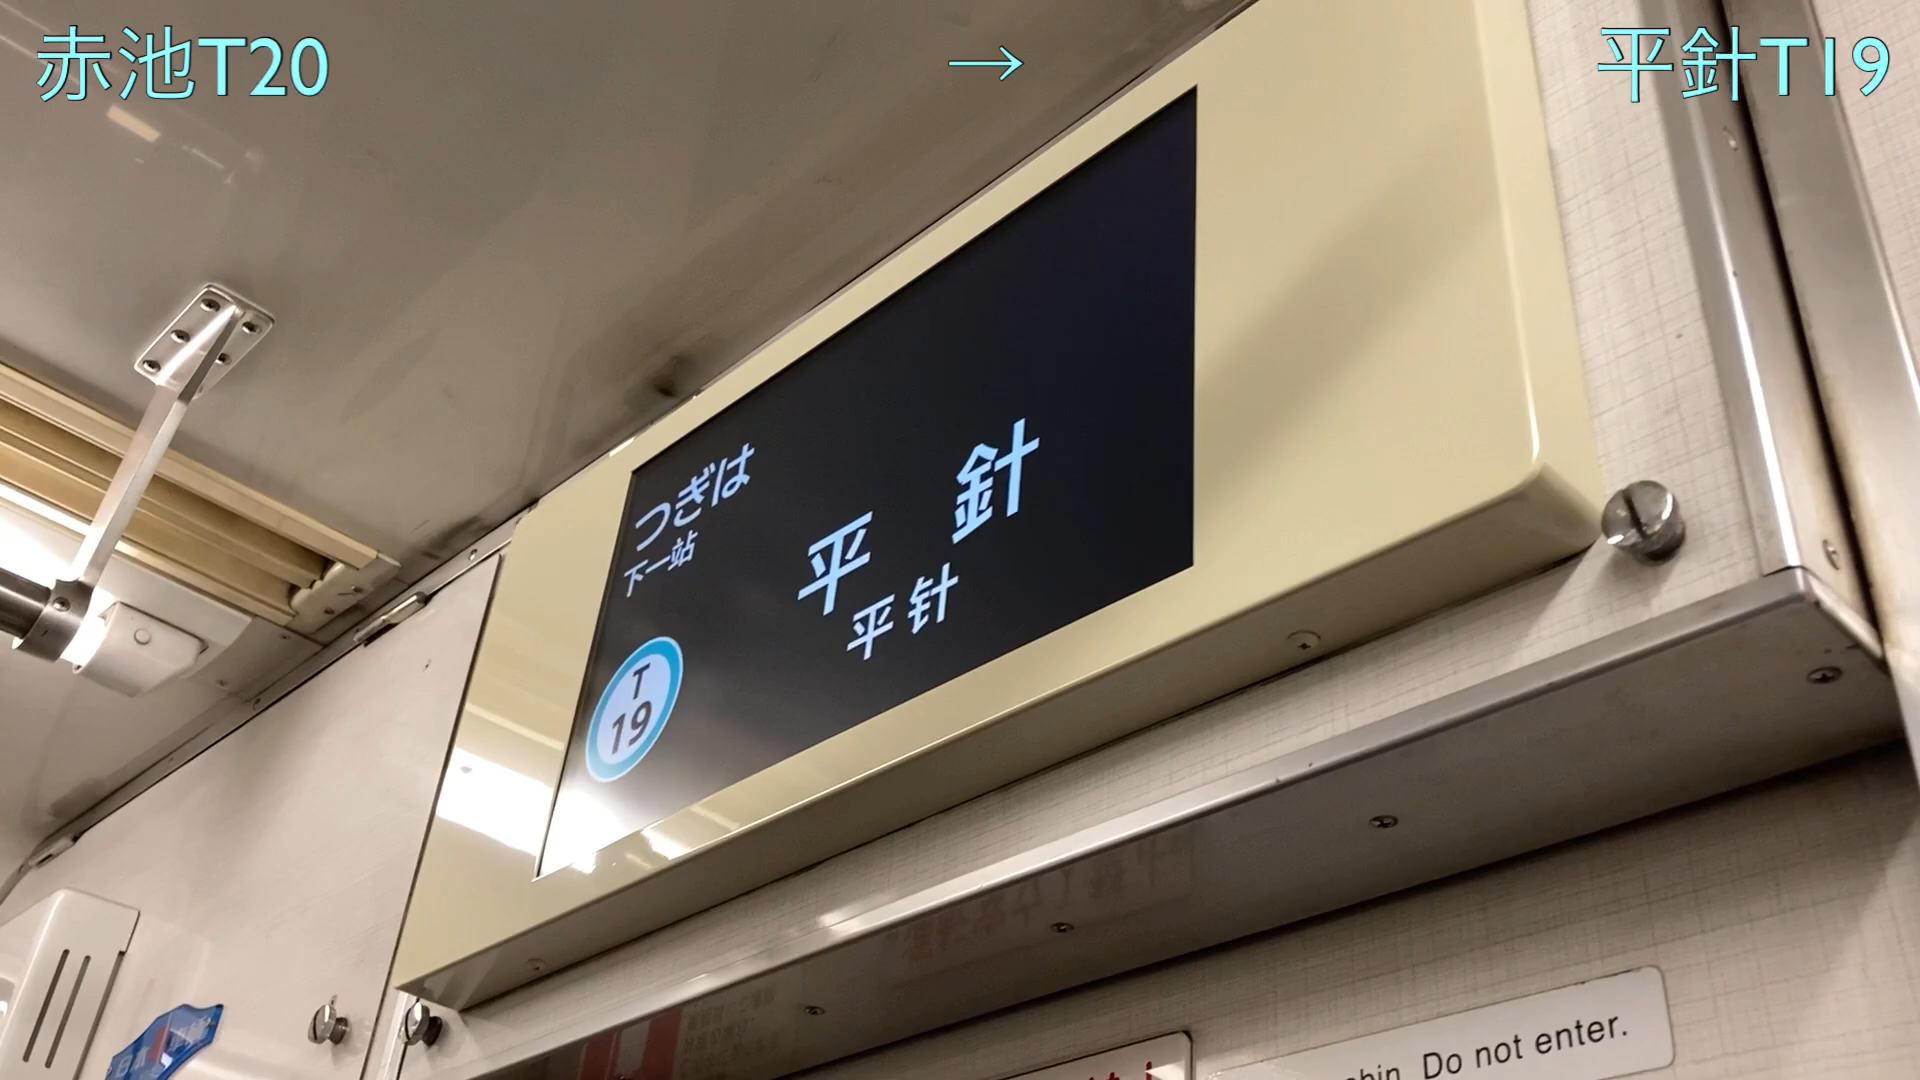 赤池T20 → 平針T19
つぎは
下一站
平針
平针
T
19
Do not enter.